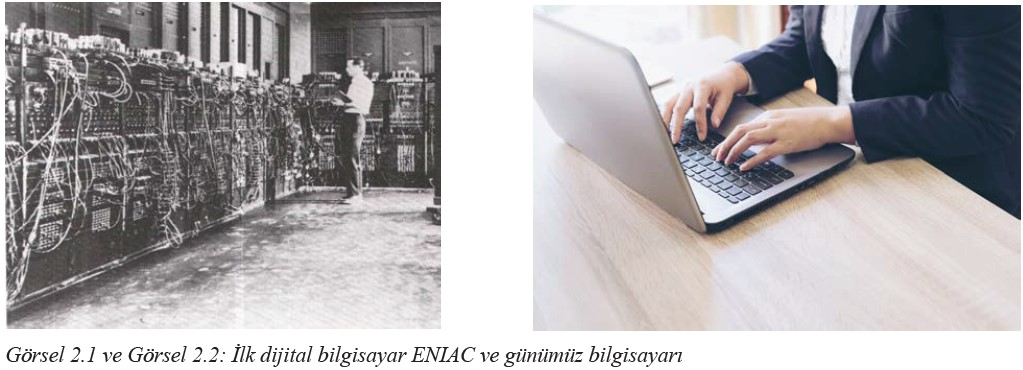 Görsel 2.1 ve Görsel 2.2: İlk dijital bilgisayar ENIAC ve günümüz bilgisayarı